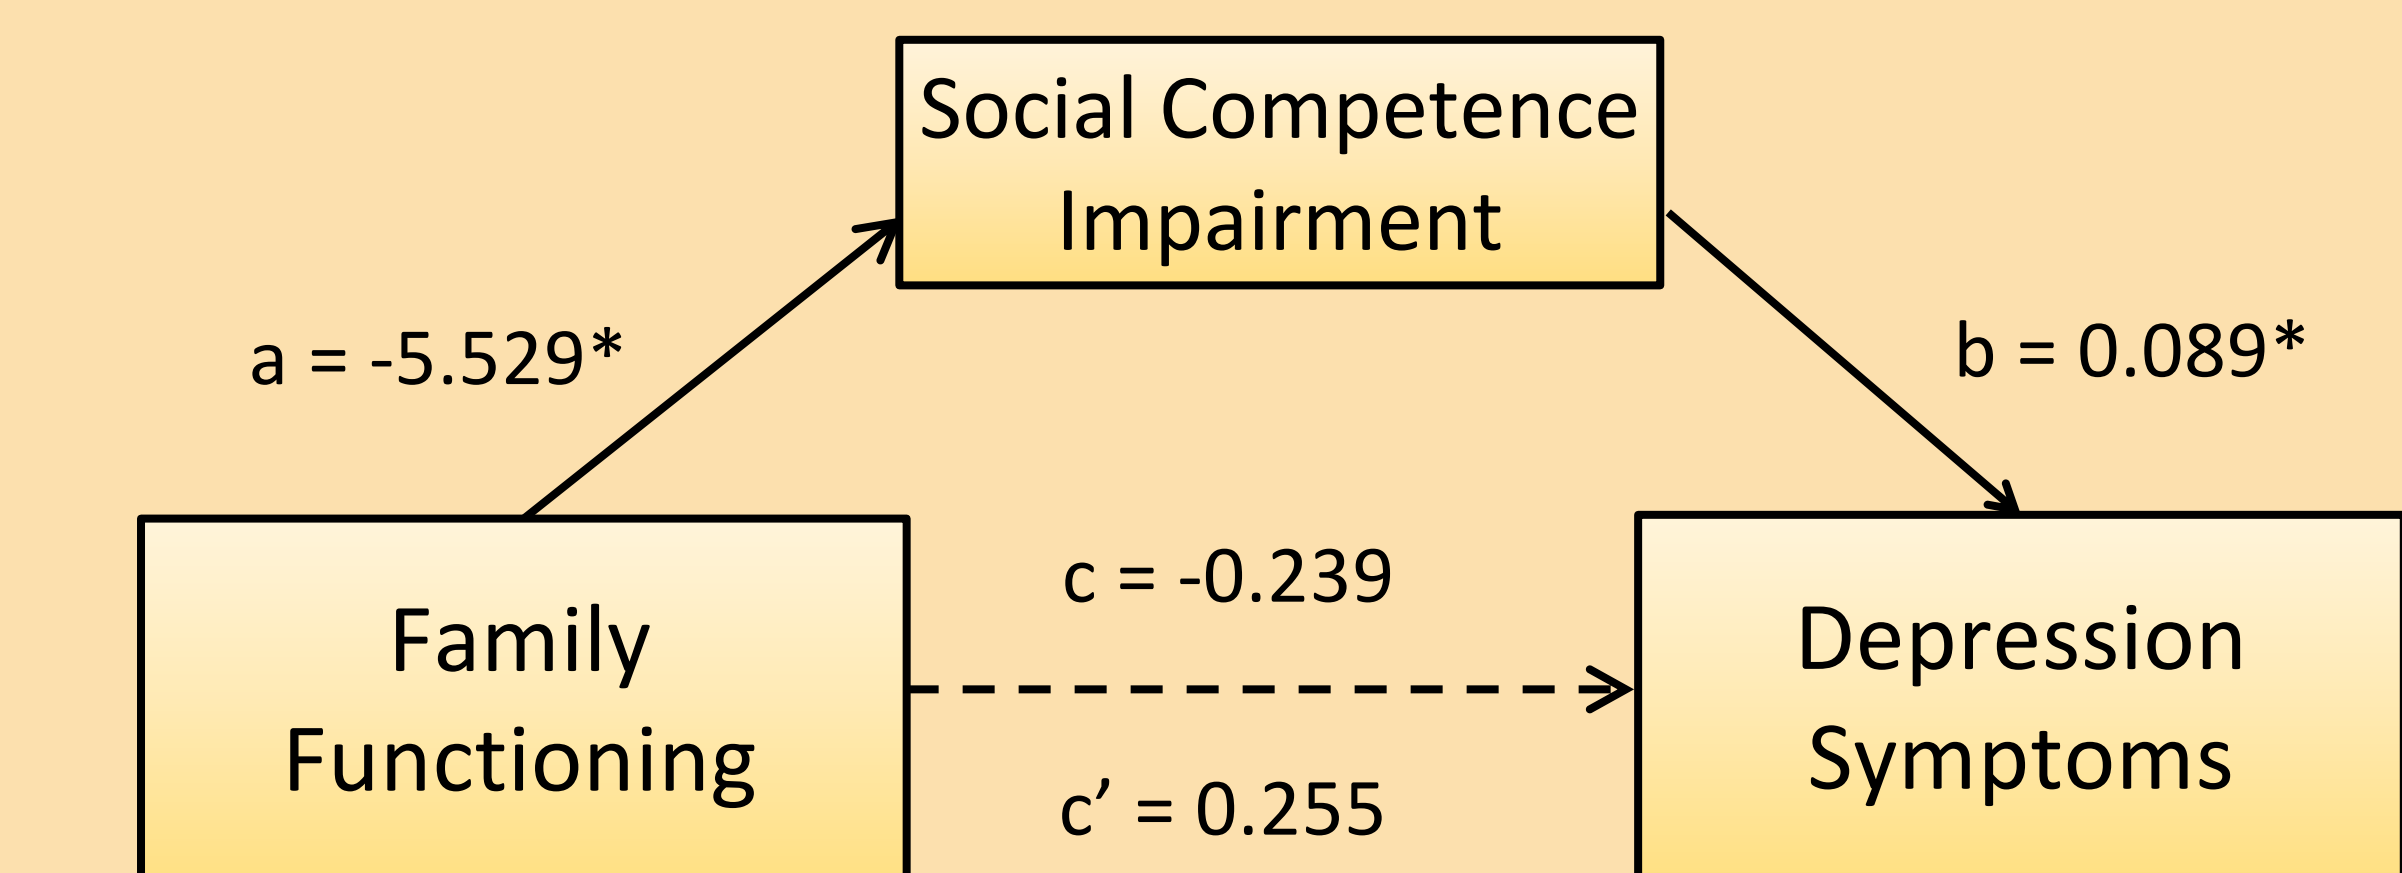 Social Competence
Impairment
a = -5.529*
b = 0.089*
c = -0.239
Family
Functioning
Depression
Symptoms
c’ = 0.255